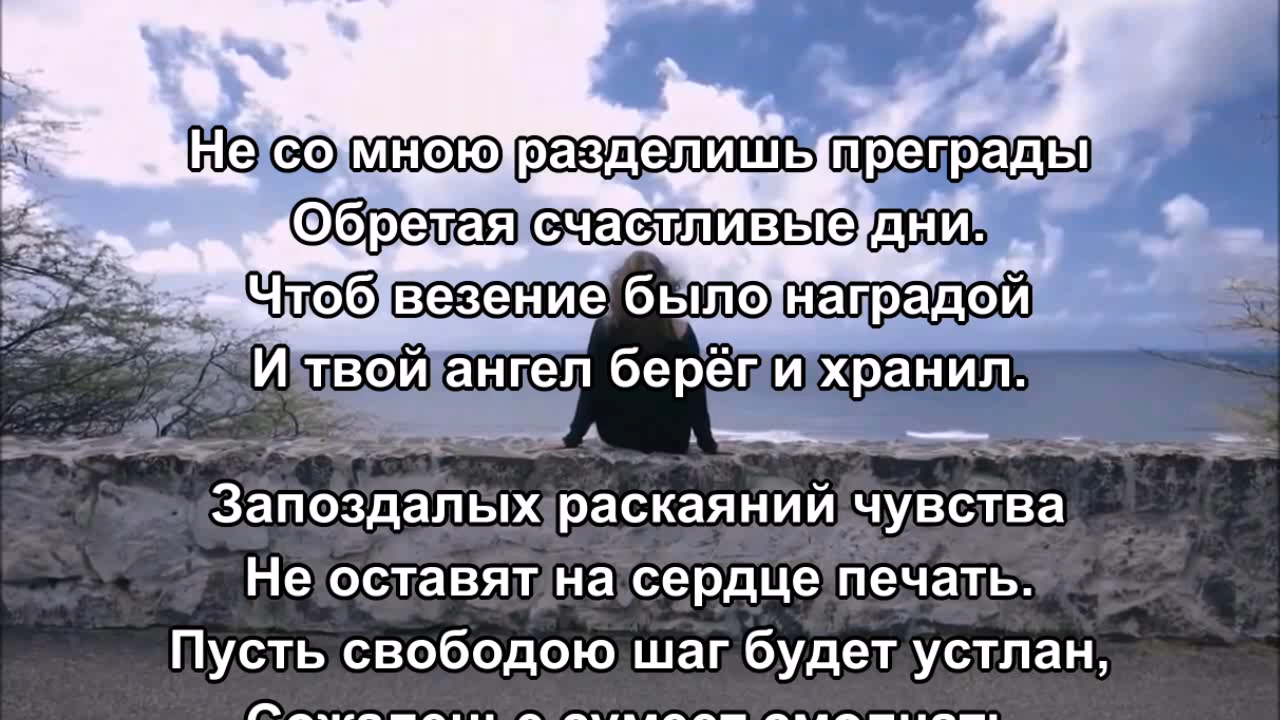 Не со мною разделишь преграды
Обретая счастливые дни.
Чтоб везение было наградой
И твой ангел берёг и хранил.
Запоздалых раскаяний чувства
Не оставят на сердце печать.
Пусть свободою шаг будет устлан,